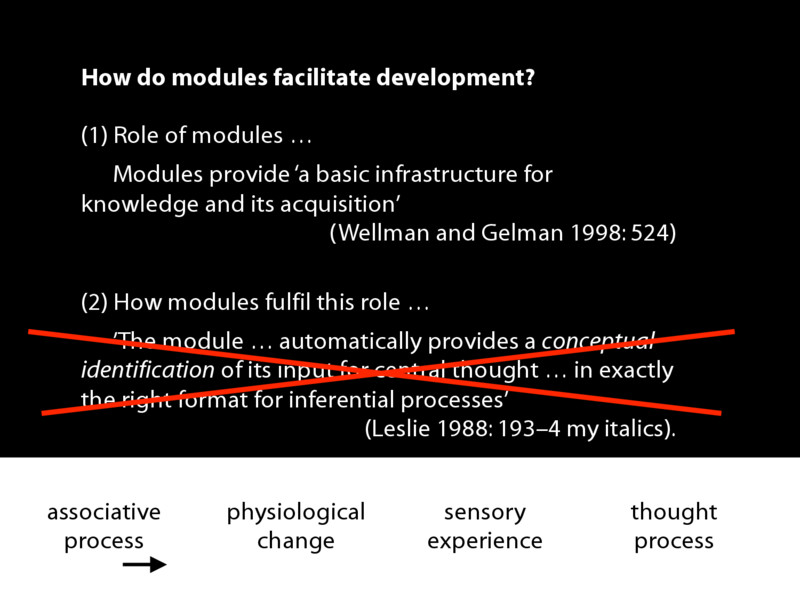 How do modules facilitate development?
(1) Role of modules …
Modules provide ‘a basic infrastructure for
knowledge and its acquisition’
(Wellman and Gelman 1998: 524)
(2) How modules fulfil this role …
‘The module … automatically provides a conceptual
identification of its input for central thought … in exactly
the right format for inferential processes’
(Leslie 1988: 193–4 my italics).
associative physiological sensory thought
process change experience process